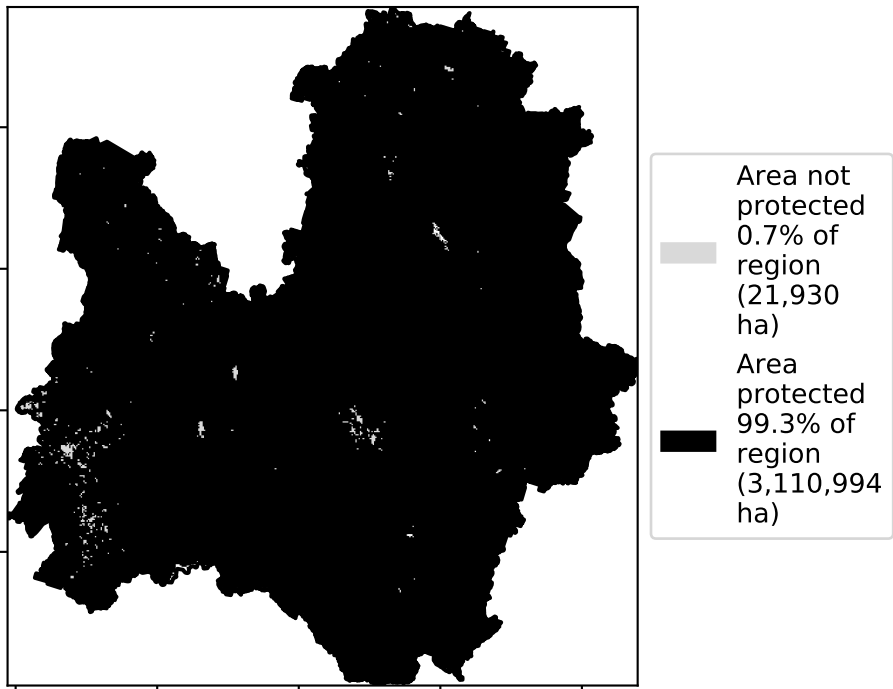 Area not
protected
0.7% of
region
(21,930
ha)
Area
protected
99.3% of
region
(3,110,994
ha)